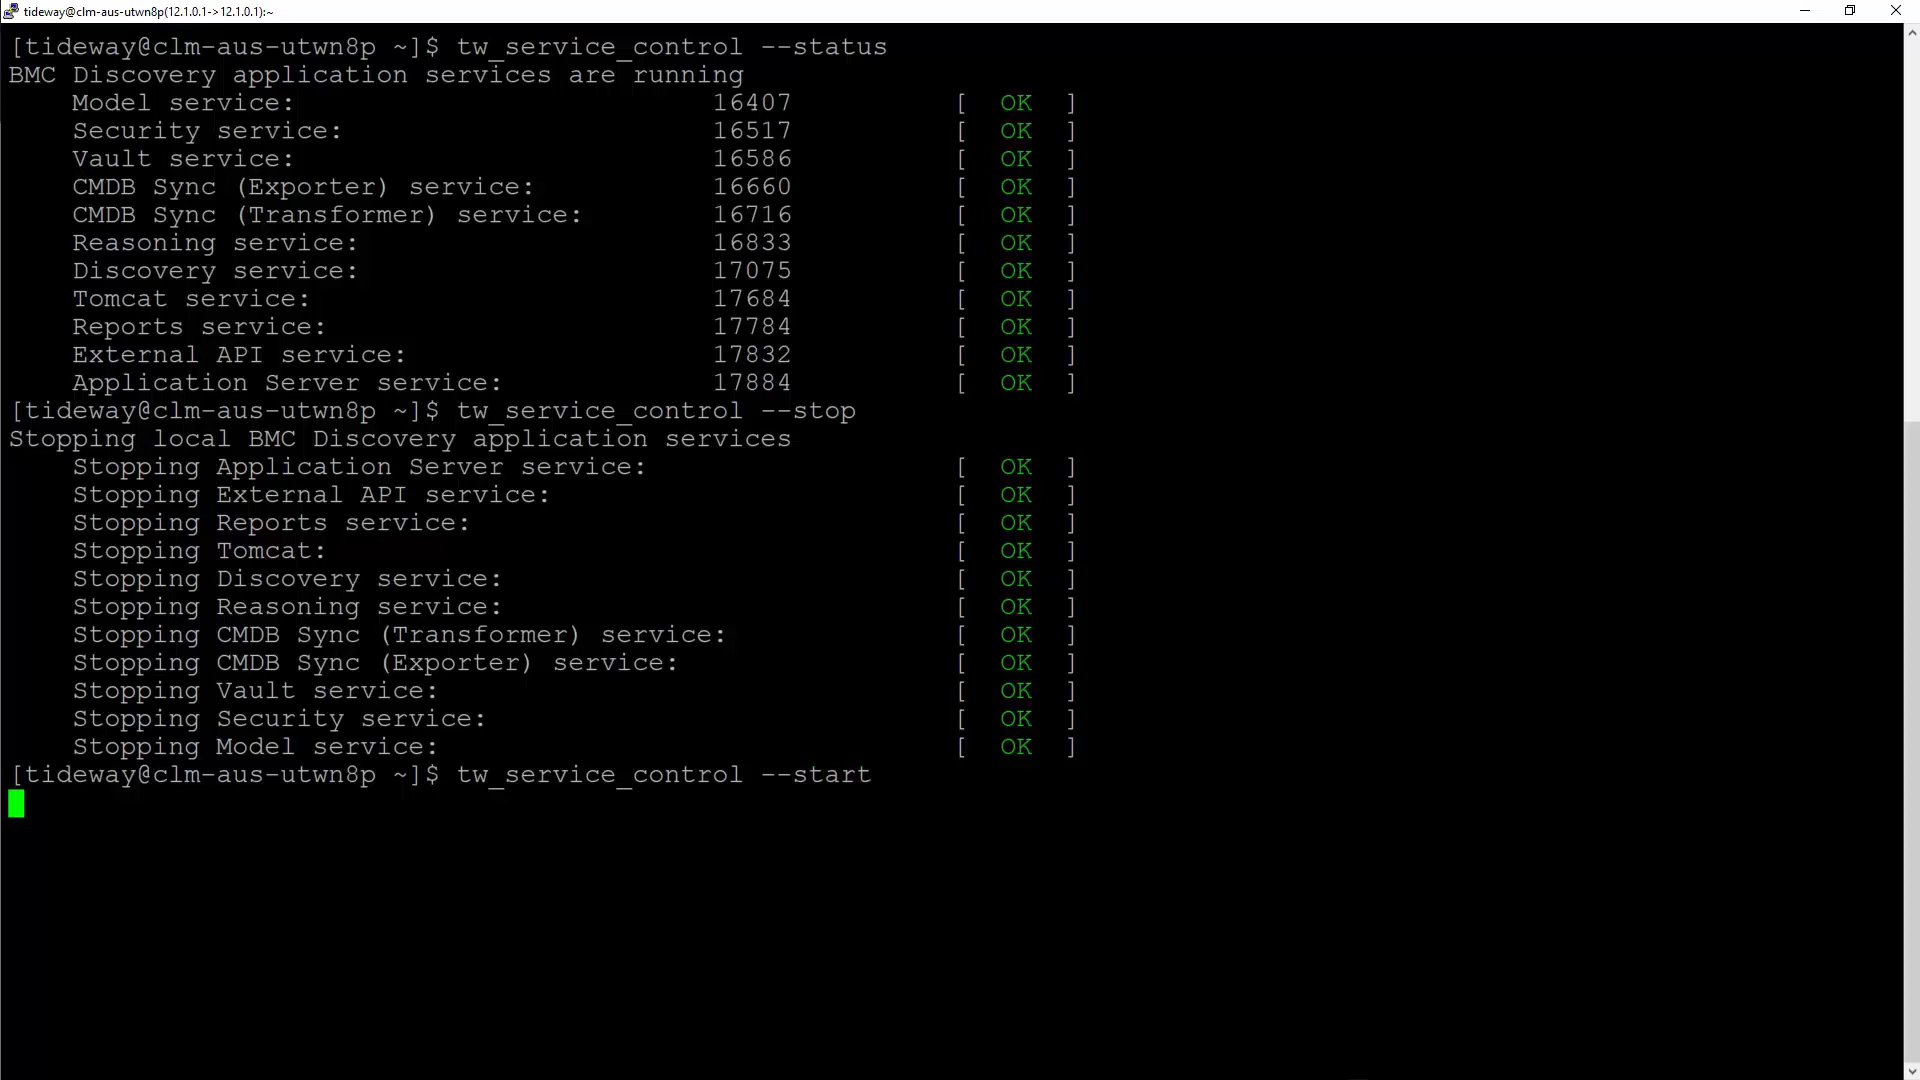 tideway@clm-aus-utwn8p(12.1.0.1->12.1.0.1):~
[tideway@clm-aus-utwn8p ~]$ tw_service_control --status
BMC Discovery application services are running
    Model service:                                16407          [  OK  ]
    Security service:                             16517          [  OK  ]
    Vault service:                                16586          [  OK  ]
    CMDB Sync (Exporter) service:                 16660          [  OK  ]
    CMDB Sync (Transformer) service:              16716          [  OK  ]
    Reasoning service:                            16833          [  OK  ]
    Discovery service:                            17075          [  OK  ]
    Tomcat service:                               17684          [  OK  ]
    Reports service:                              17784          [  OK  ]
    External API service:                         17832          [  OK  ]
    Application Server service:                   17884          [  OK  ]
[tideway@clm-aus-utwn8p ~]$ tw_service_control --stop
Stopping local BMC Discovery application services
    Stopping Application Server service:                         [  OK  ]
    Stopping External API service:                               [  OK  ]
    Stopping Reports service:                                    [  OK  ]
    Stopping Tomcat:                                             [  OK  ]
    Stopping Discovery service:                                  [  OK  ]
    Stopping Reasoning service:                                  [  OK  ]
    Stopping CMDB Sync (Transformer) service:                    [  OK  ]
    Stopping CMDB Sync (Exporter) service:                       [  OK  ]
    Stopping Vault service:                                      [  OK  ]
    Stopping Security service:                                   [  OK  ]
    Stopping Model service:                                      [  OK  ]
[tideway@clm-aus-utwn8p ~]$ tw_service_control --start